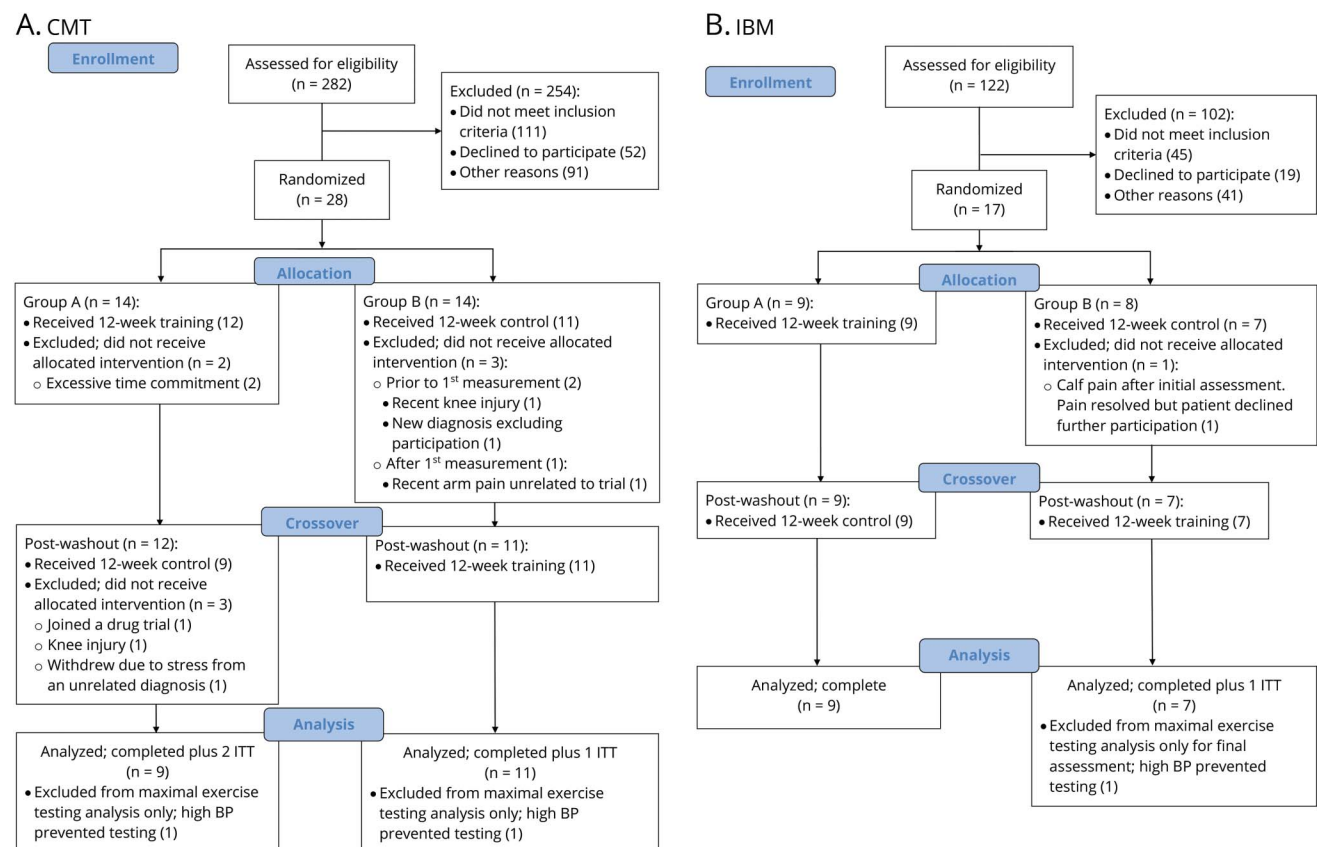 A. CMT
Enrollment
Assessed for eligibility
(n = 282)
Excluded (n = 254):
• Did not meet inclusion
criteria (111)
• Declined to participate (52)
• Other reasons (91)
Randomized
(n = 28)
Allocation
Group A (n = 14):
• Received 12-week training (12)
• Excluded; did not receive
allocated intervention (n = 2)
○ Excessive time commitment (2)
Group B (n = 14):
• Received 12-week control (11)
• Excluded; did not receive allocated
intervention (n = 3):
○ Prior to 1st measurement (2)
• Recent knee injury (1)
• New diagnosis excluding
participation (1)
○ After 1st measurement (1):
• Recent arm pain unrelated to trial (1)
Crossover
Post-washout (n = 12):
• Received 12-week control (9)
• Excluded; did not receive
allocated intervention (n = 3)
○ Joined a drug trial (1)
○ Knee injury (1)
○ Withdrew due to stress from
an unrelated diagnosis (1)
Post-washout (n = 11):
• Received 12-week training (11)
Analysis
Analyzed; completed plus 2 ITT
(n = 9)
• Excluded from maximal exercise
testing analysis only; high BP
prevented testing (1)
Analyzed; completed plus 1 ITT
(n = 11)
• Excluded from maximal exercise
testing analysis only; high BP
prevented testing (1)
B. IBM
Enrollment
Assessed for eligibility
(n = 122)
Excluded (n = 102):
• Did not meet inclusion
criteria (45)
• Declined to participate (19)
• Other reasons (41)
Randomized
(n = 17)
Allocation
Group A (n = 9):
• Received 12-week training (9)
Group B (n = 8)
• Received 12-week control (n = 7)
• Excluded; did not receive allocated
intervention (n = 1):
○ Calf pain after initial assessment.
Pain resolved but patient declined
further participation (1)
Crossover
Post-washout (n = 9):
• Received 12-week control (9)
Post-washout (n = 7):
• Received 12-week training (7)
Analysis
Analyzed; complete
(n = 9)
Analyzed; completed plus 1 ITT
(n = 7)
• Excluded from maximal exercise
testing analysis only for final
assessment; high BP prevented
testing (1)